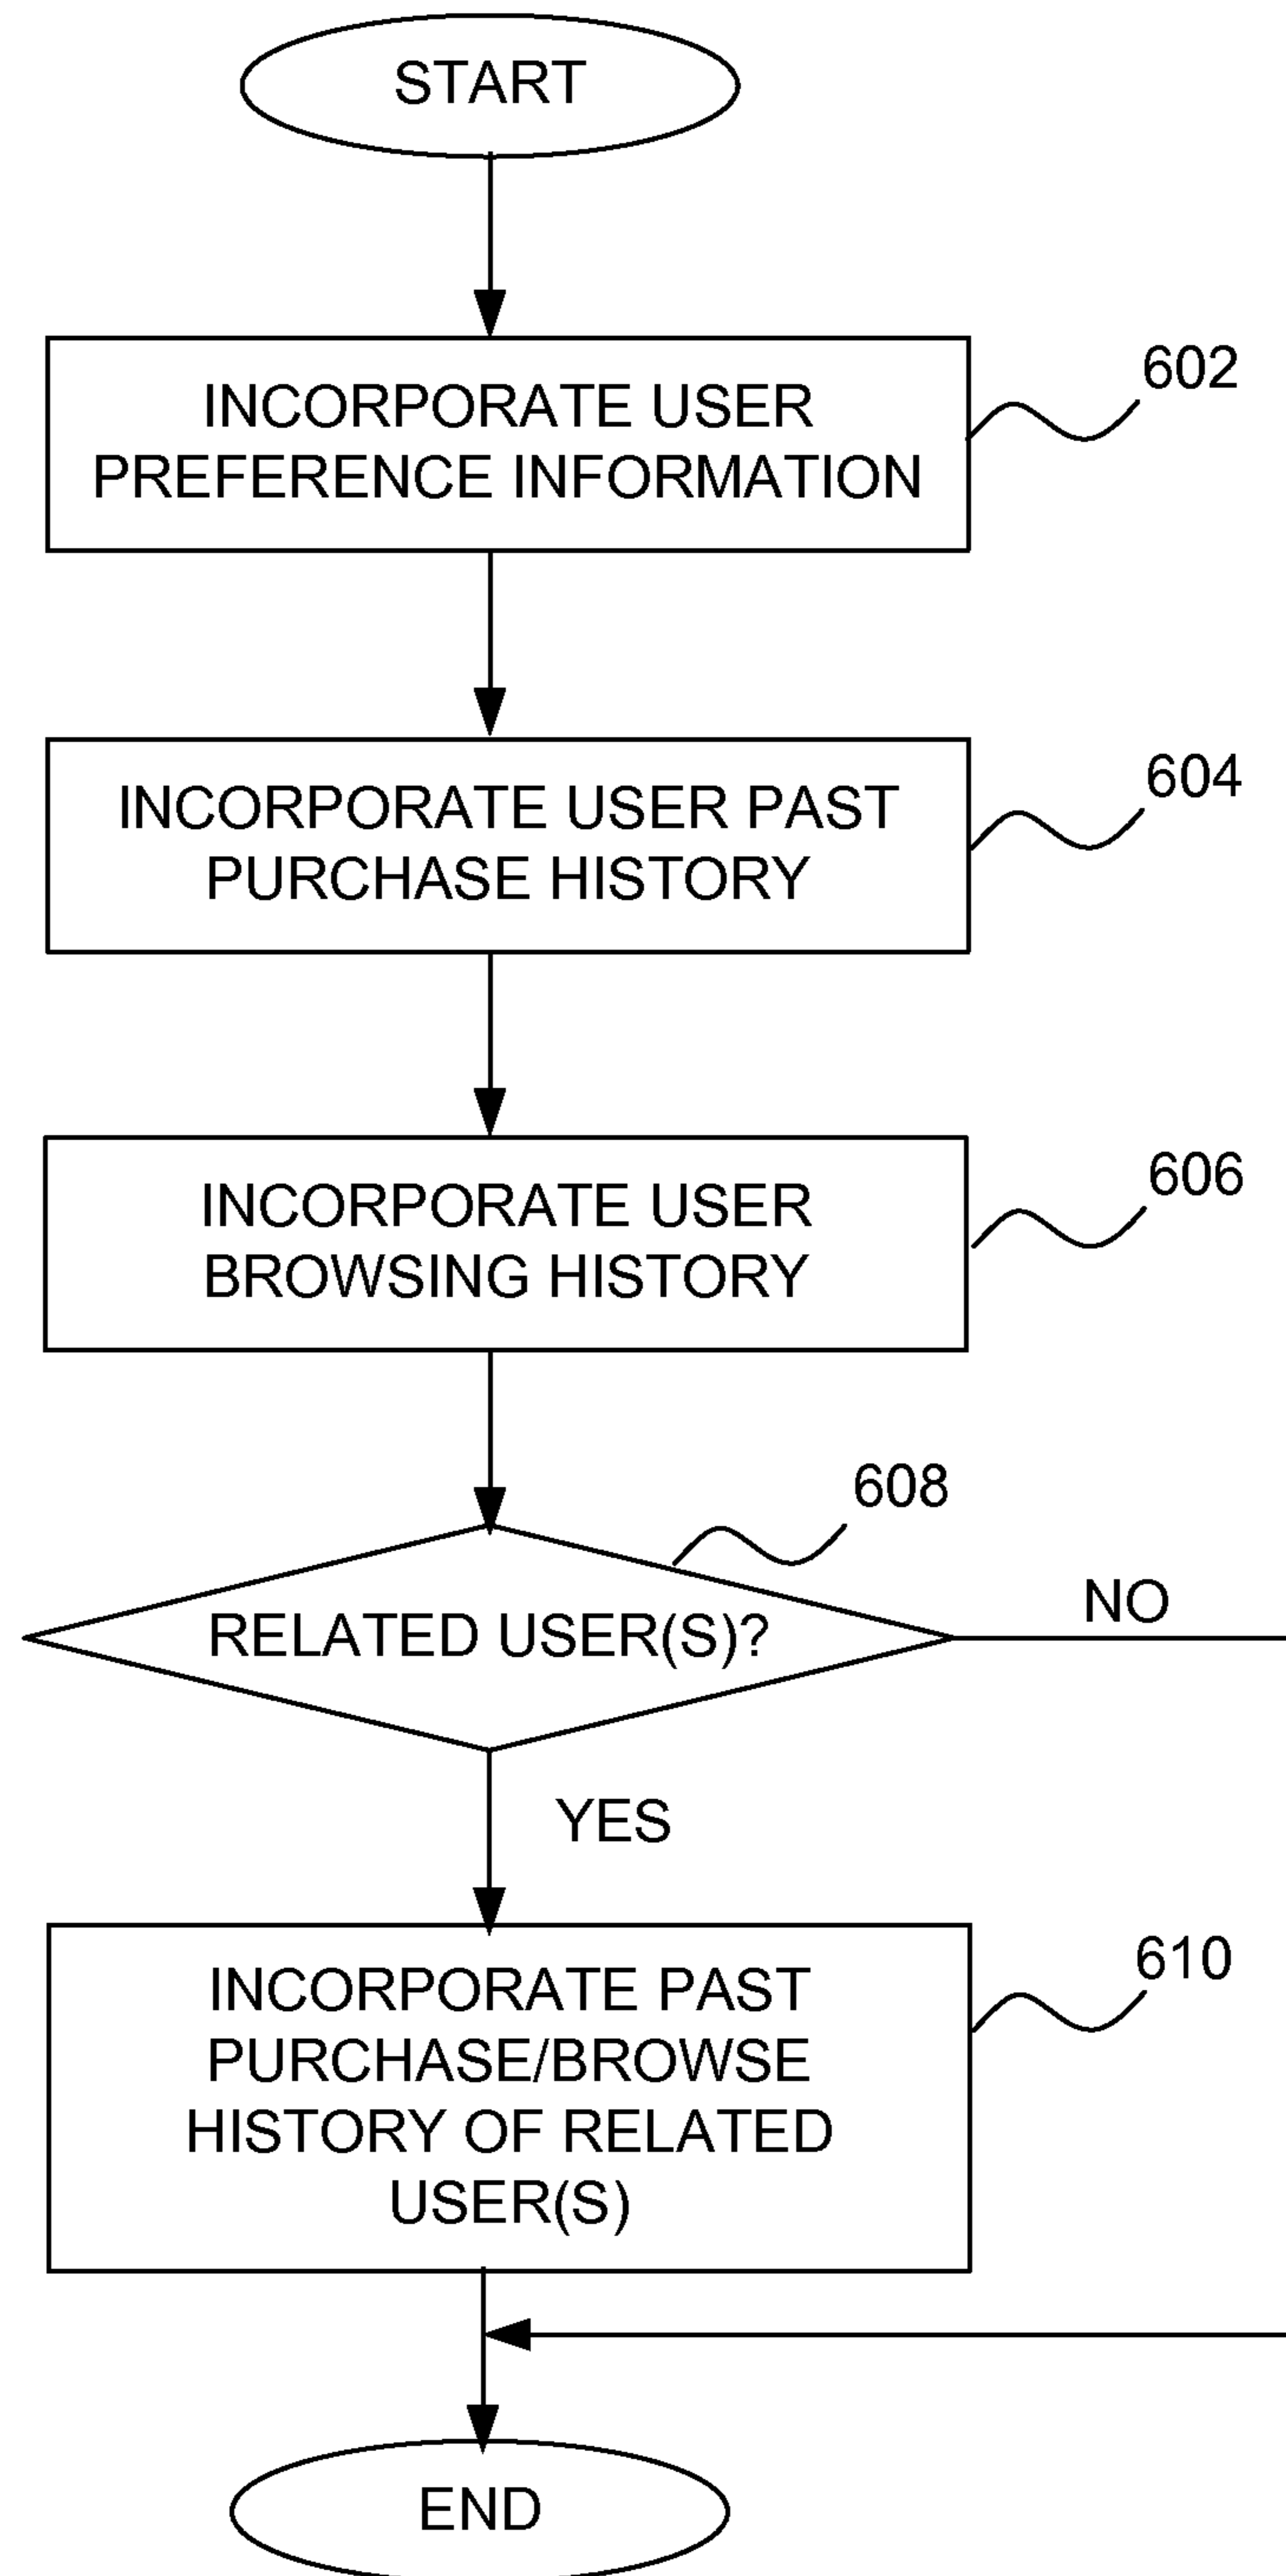 START
602
INCORPORATE USER
PREFERENCE INFORMATION
604
INCORPORATE USER PAST
PURCHASE HISTORY
606
INCORPORATE USER
BROWSING HISTORY
608
NO
RELATED USER(S)?
YES
610
INCORPORATE PAST
PURCHASE/BROWSE
HISTORY OF RELATED
USER(S)
END